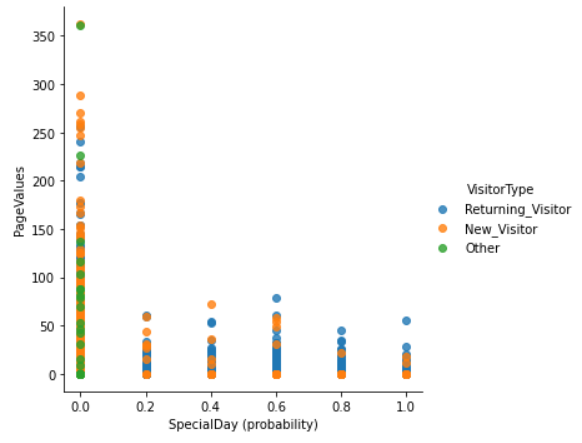 350
300
250
200
150
100
50
0
PageValues
0.0 0.2 0.4 0.6 0.8 1.0
SpecialDay (probability)
VisitorType
Returning_Visitor
New_Visitor
Other